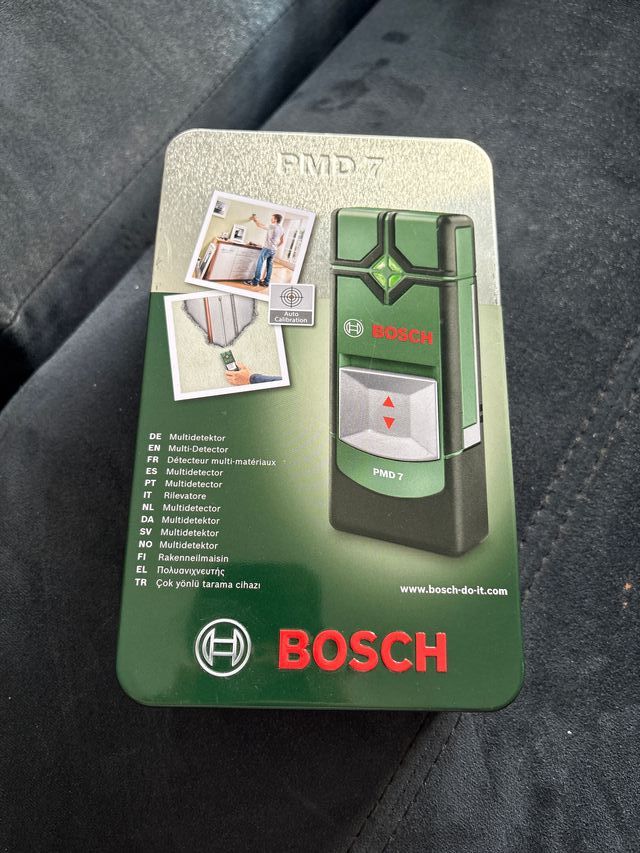 PMD 7
Auto
Calibration
BOSCH
PMD 7
DE Multidetektor
EN Multi-Detector
FR Détecteur multi-matériaux
ES Multidetector
PT Multidetector
IT Rilevatore
NL Multidetector
DA Multidetektor
SV Multidetektor
NO Multidetektor
FI Rakenneilmaisin
EL Πολυανιχνευτής
TR Çok yönlü tarama cihazı
www.bosch-do-it.com
BOSCH